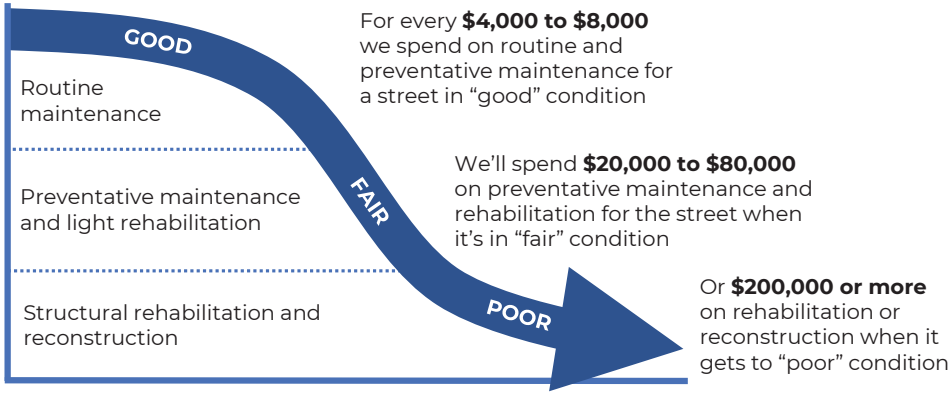 GOOD
For every $4,000 to $8,000
we spend on routine and
preventative maintenance for
a street in “good” condition
Routine
maintenance
We’ll spend $20,000 to $80,000
on preventative maintenance and
rehabilitation for the street when
it’s in “fair” condition
FAIR
Preventative maintenance
and light rehabilitation
Or $200,000 or more
on rehabilitation or
reconstruction when it
gets to “poor” condition
POOR
Structural rehabilitation and
reconstruction